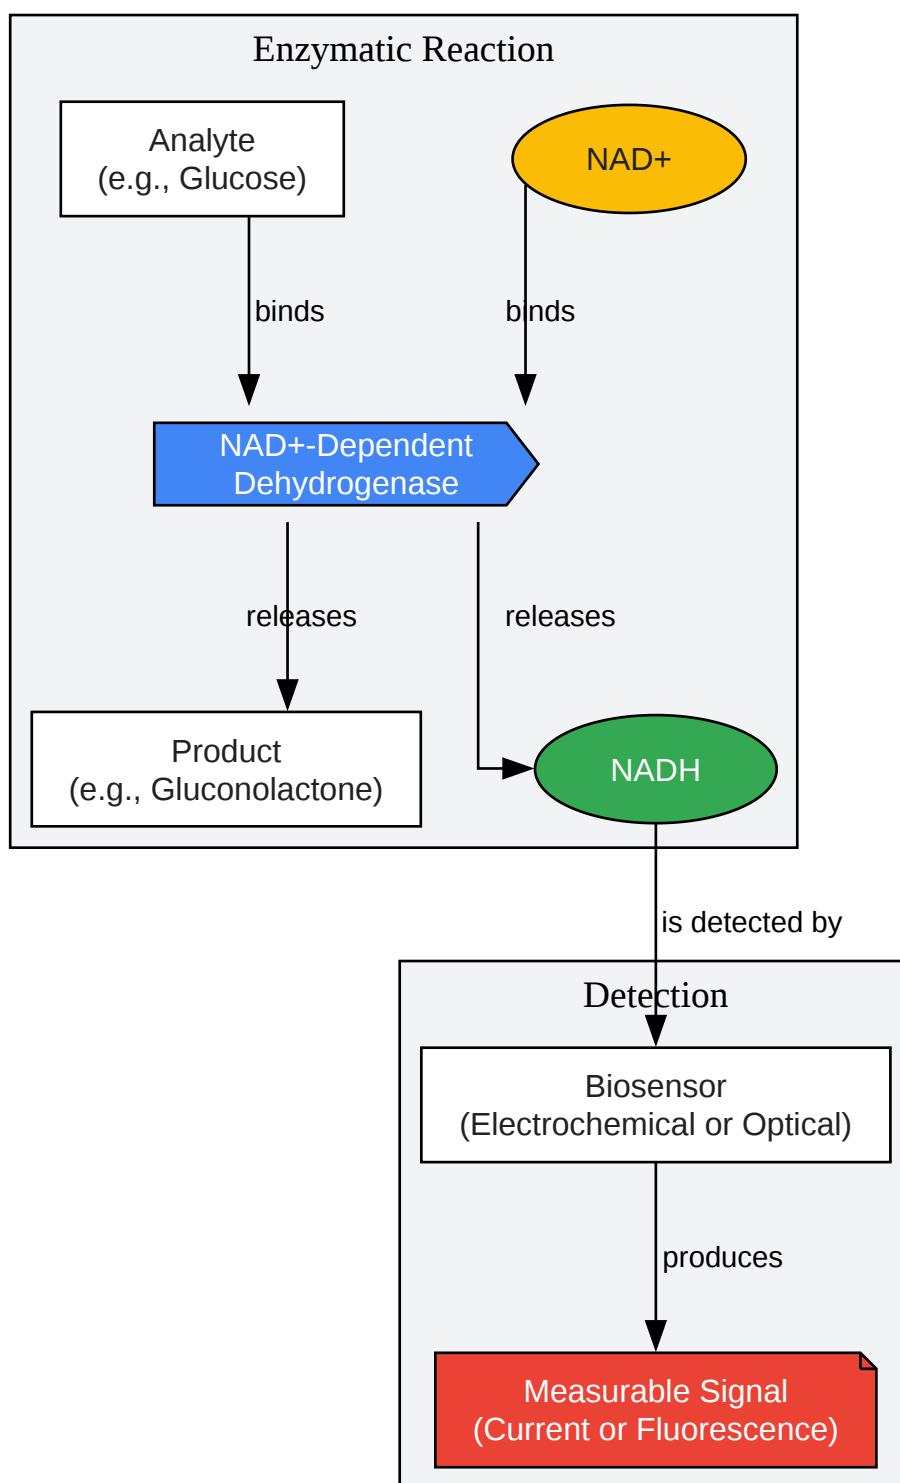 Enzymatic Reaction
Analyte
(e.g., Glucose)
NAD+
binds
binds
NAD+-Dependent
Dehydrogenase
releases
releases
Product
(e.g., Gluconolactone)
NADH
is detected by
Detection
Biosensor
(Electrochemical or Optical)
produces
Measurable Signal
(Current or Fluorescence)